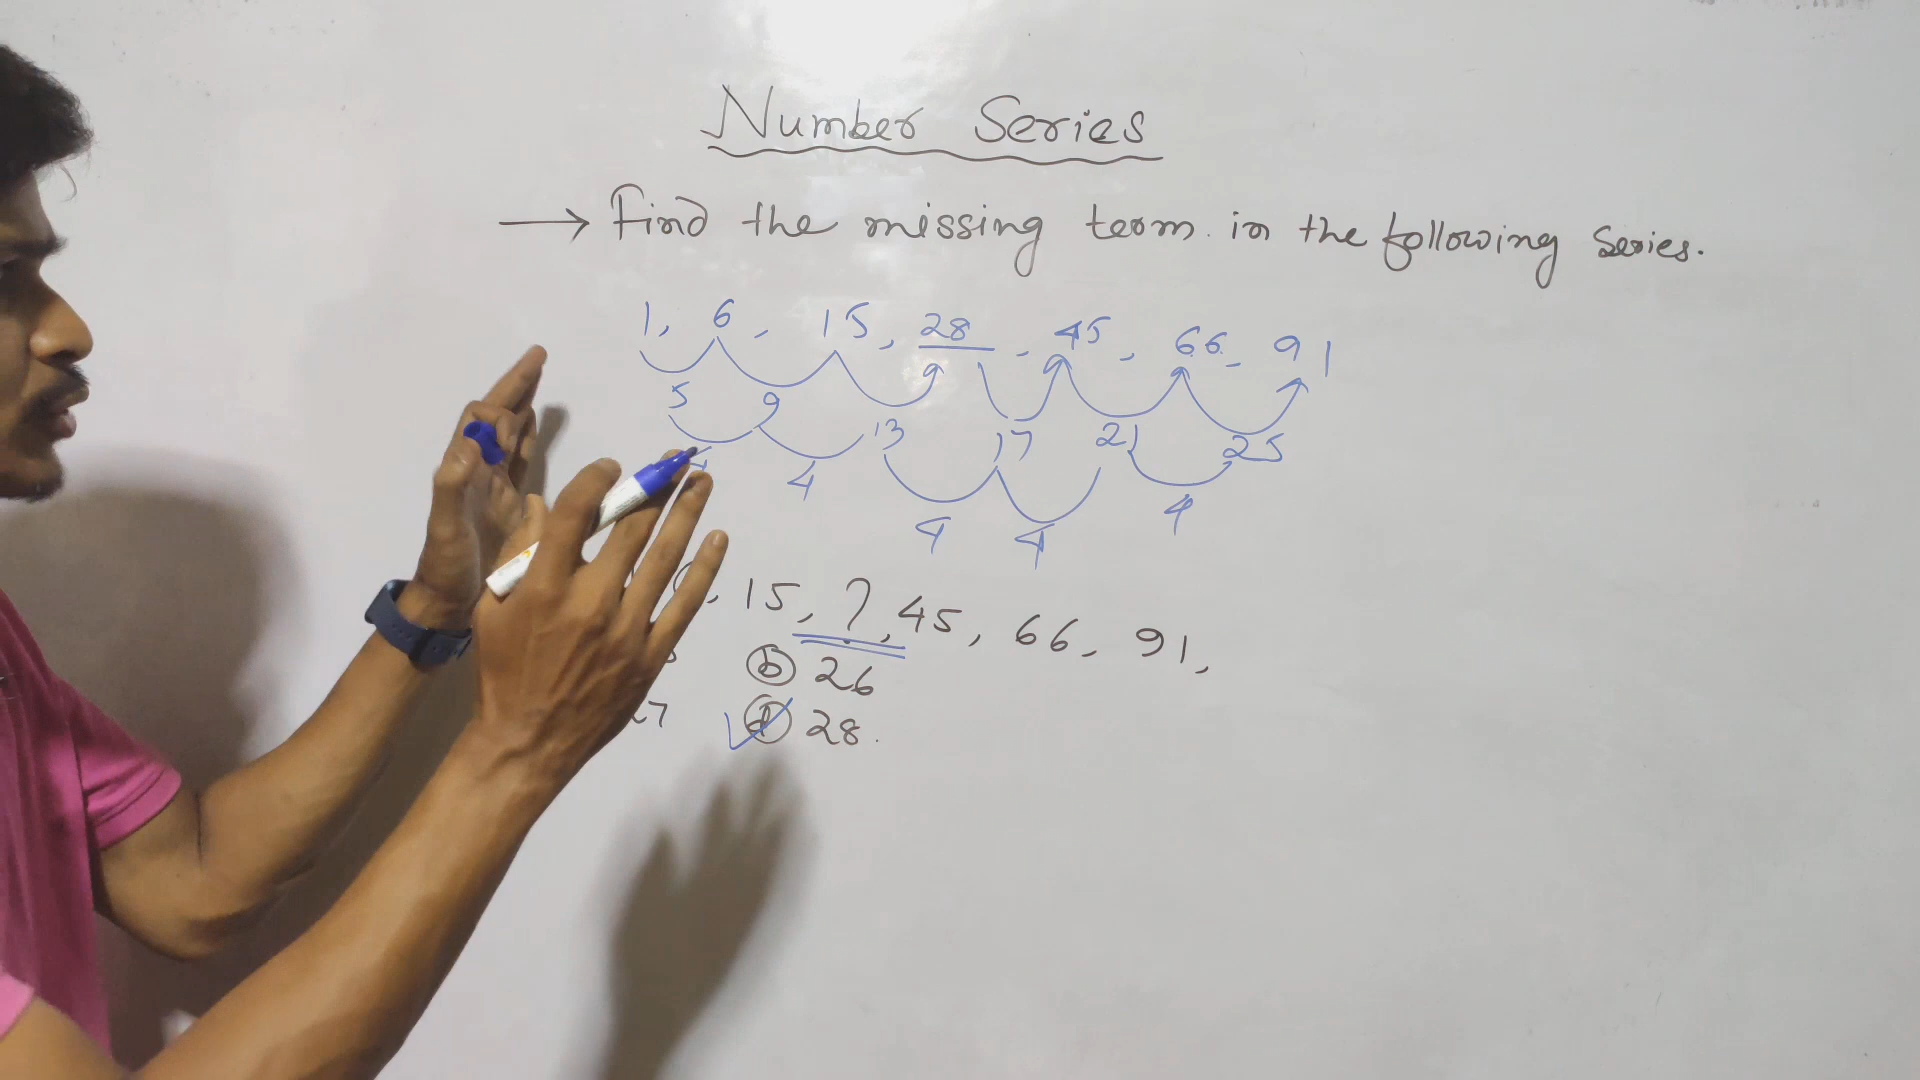 Number Series
→ Find the missing term in the following Series.
1, 6, 15, 28, 45, 66, 91
5 9 13 17 21 25
4 4 4 4
, 15, ?, 45, 66, 91,
(b) 26
27 (d) 28.